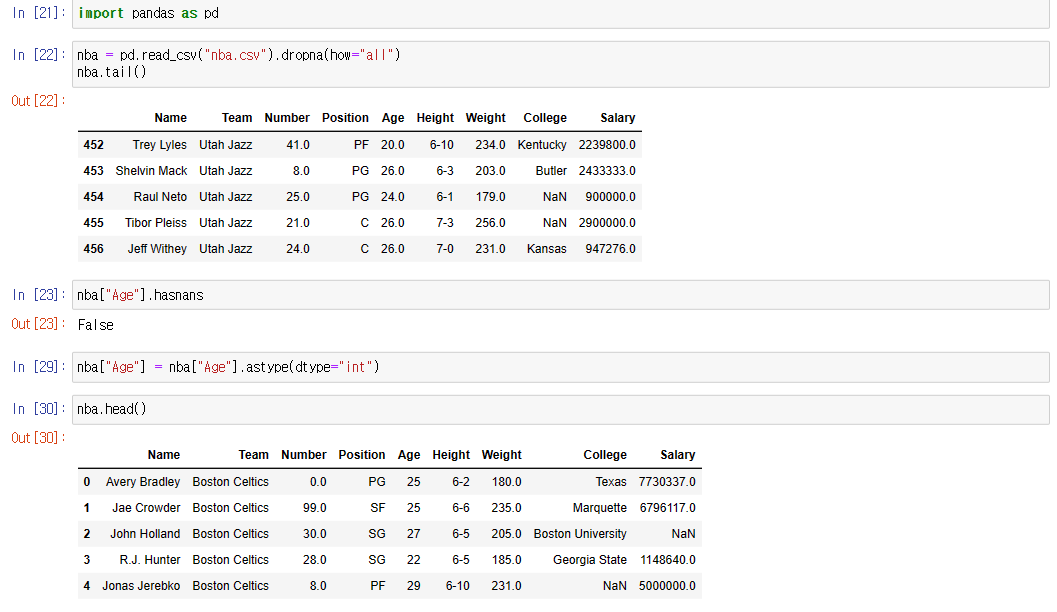 In [21]: import pandas as pd
In [22]: nba = pd.read_csv("nba.csv").dropna(how="all")
nba.tail()
Out[22]:
Name Team Number Position Age Height Weight College Salary
452 Trey Lyles Utah Jazz 41.0 PF 20.0 6-10 234.0 Kentucky 2239800.0
453 Shelvin Mack Utah Jazz 8.0 PG 26.0 6-3 203.0 Butler 2433333.0
454 Raul Neto Utah Jazz 25.0 PG 24.0 6-1 179.0 NaN 900000.0
455 Tibor Pleiss Utah Jazz 21.0 C 26.0 7-3 256.0 NaN 2900000.0
456 Jeff Withey Utah Jazz 24.0 C 26.0 7-0 231.0 Kansas 947276.0
In [23]: nba["Age"].hasnans
Out[23]: False
In [29]: nba["Age"] = nba["Age"].astype(dtype="int")
In [30]: nba.head()
Out[30]:
Name Team Number Position Age Height Weight College Salary
0 Avery Bradley Boston Celtics 0.0 PG 25 6-2 180.0 Texas 7730337.0
1 Jae Crowder Boston Celtics 99.0 SF 25 6-6 235.0 Marquette 6796117.0
2 John Holland Boston Celtics 30.0 SG 27 6-5 205.0 Boston University NaN
3 R.J. Hunter Boston Celtics 28.0 SG 22 6-5 185.0 Georgia State 1148640.0
4 Jonas Jerebko Boston Celtics 8.0 PF 29 6-10 231.0 NaN 5000000.0